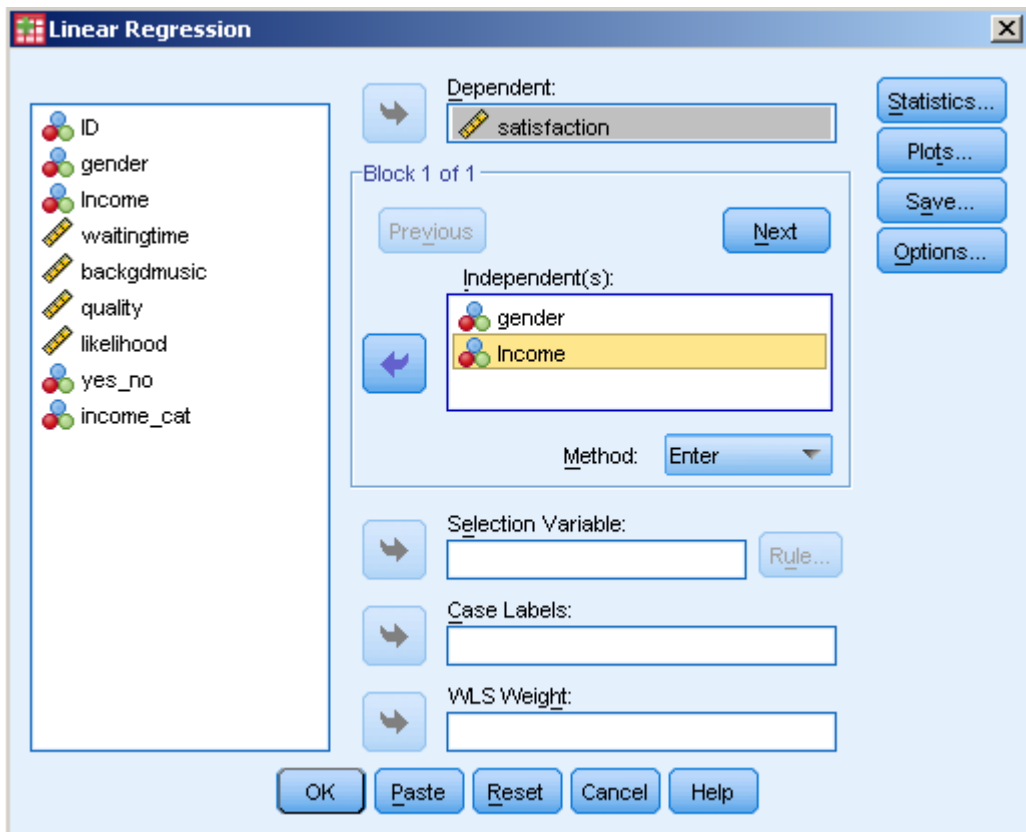 Linear Regression
ID
gender
Income
waitingtime
backgdmusic
quality
likelihood
yes_no
income_cat
Dependent:
satisfaction
Block 1 of 1
Previous
Next
Independent(s):
gender
Income
Method:
Enter
Selection Variable:
Rule...
Case Labels:
WLS Weight:
Statistics...
Plots...
Save...
Options...
OK
Paste
Reset
Cancel
Help